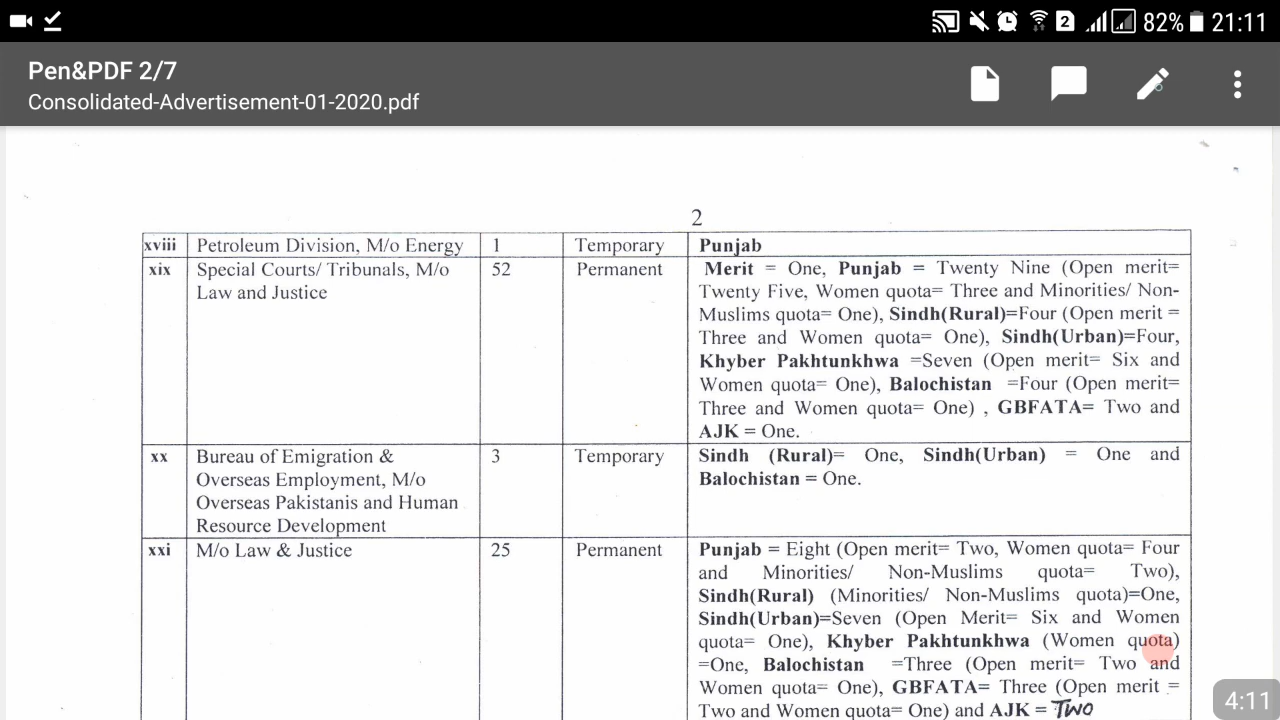 2 82% 21:11
Pen&PDF 2/7
Consolidated-Advertisement-01-2020.pdf
2
xviii Petroleum Division, M/o Energy 1 Temporary Punjab
xix Special Courts/ Tribunals, M/o 52 Permanent Merit = One, Punjab = Twenty Nine (Open merit=
Law and Justice Twenty Five, Women quota= Three and Minorities/ Non-
Muslims quota= One), Sindh(Rural)=Four (Open merit =
Three and Women quota= One), Sindh(Urban)=Four,
Khyber Pakhtunkhwa =Seven (Open merit= Six and
Women quota= One), Balochistan =Four (Open merit=
Three and Women quota= One) , GBFATA= Two and
AJK = One.
xx Bureau of Emigration & 3 Temporary Sindh (Rural)= One, Sindh(Urban) = One and
Overseas Employment, M/o Balochistan = One.
Overseas Pakistanis and Human
Resource Development
xxi M/o Law & Justice 25 Permanent Punjab = Eight (Open merit= Two, Women quota= Four
and Minorities/ Non-Muslims quota= Two),
Sindh(Rural) (Minorities/ Non-Muslims quota)=One,
Sindh(Urban)=Seven (Open Merit= Six and Women
quota= One), Khyber Pakhtunkhwa (Women quota)
=One, Balochistan =Three (Open merit= Two and
Women quota= One), GBFATA= Three (Open merit =
Two and Women quota= One) and AJK = TWO
4:11